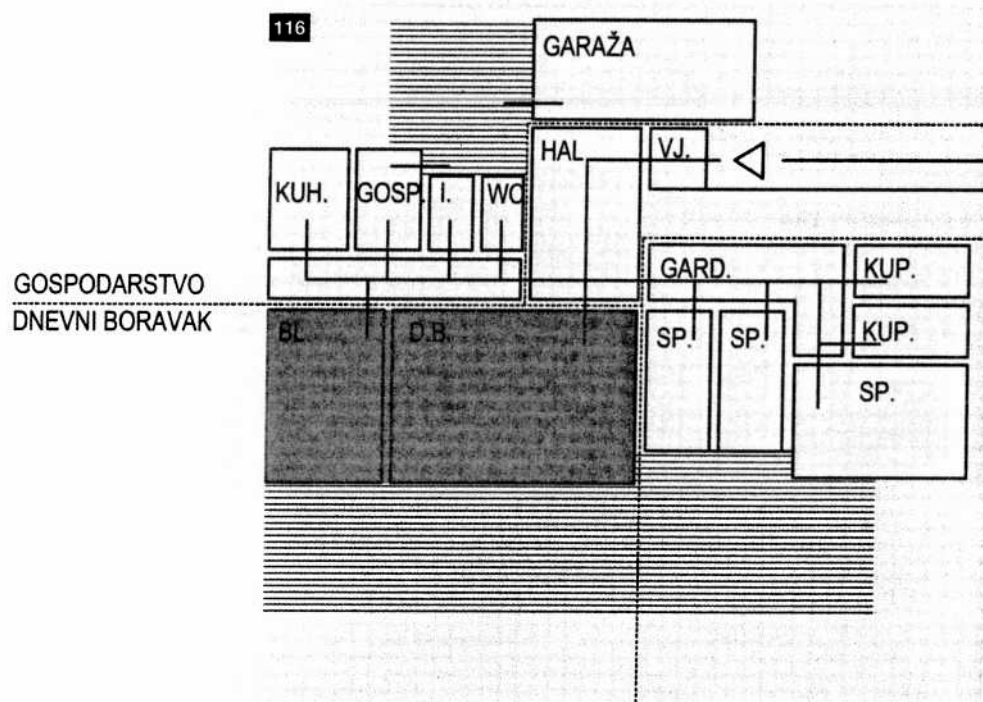 116
GARAŽA
HAL
VJ.
KUH.
GOSP.
I.
WC
GOSPODARSTVO
DNEVNI BORAVAK
GARD.
KUP.
KUP.
BL.
D.B.
SP.
SP.
SP.